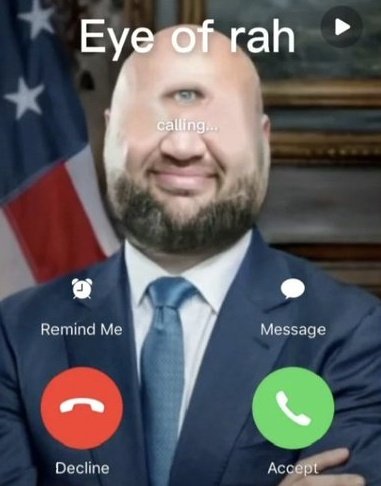 Eye of rah
calling...
Remind Me
Message
Decline
Accept